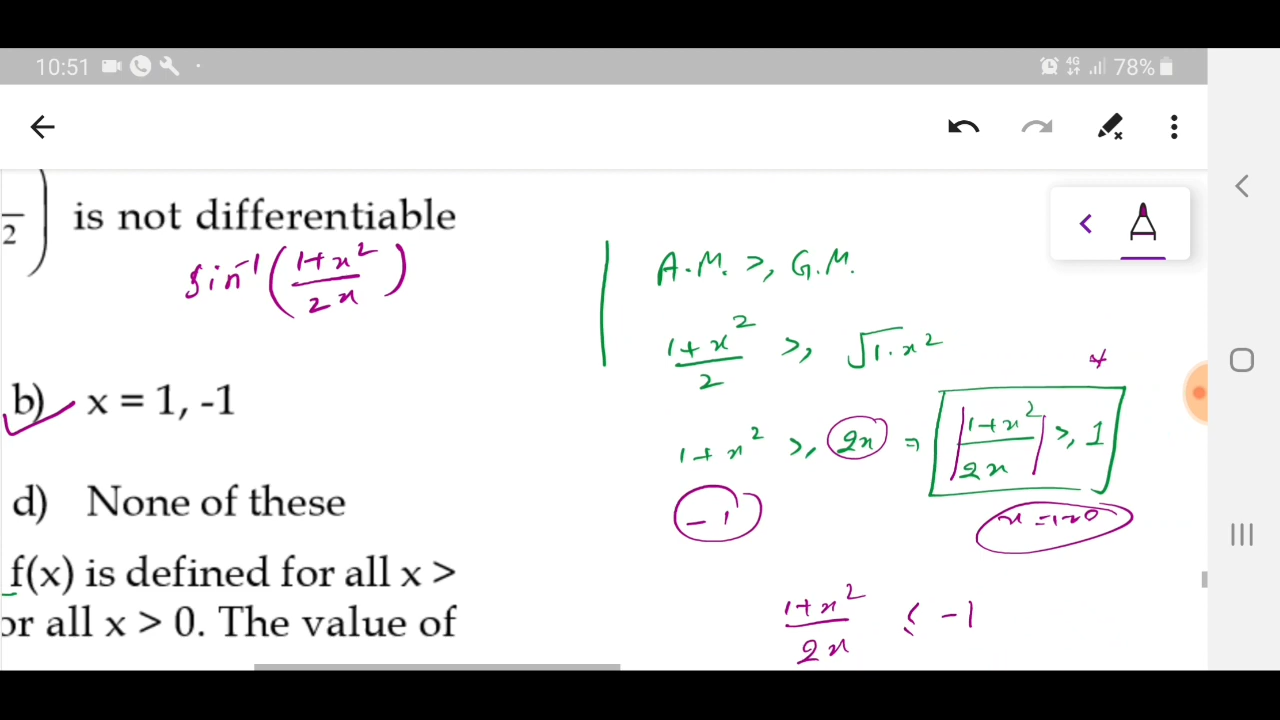 10:51
4G 78%
2 ) is not differentiable
sin⁻¹(1+x²/2x)
A.M. ≥ G.M.
1+x²/2 ≥ √1·x²
b) x = 1, -1
1+x² ≥ 2x ⇒ |1+x²/2x| ≥ 1
-1
d) None of these
f(x) is defined for all x >
1+x²/2x ≤ -1
or all x > 0. The value of